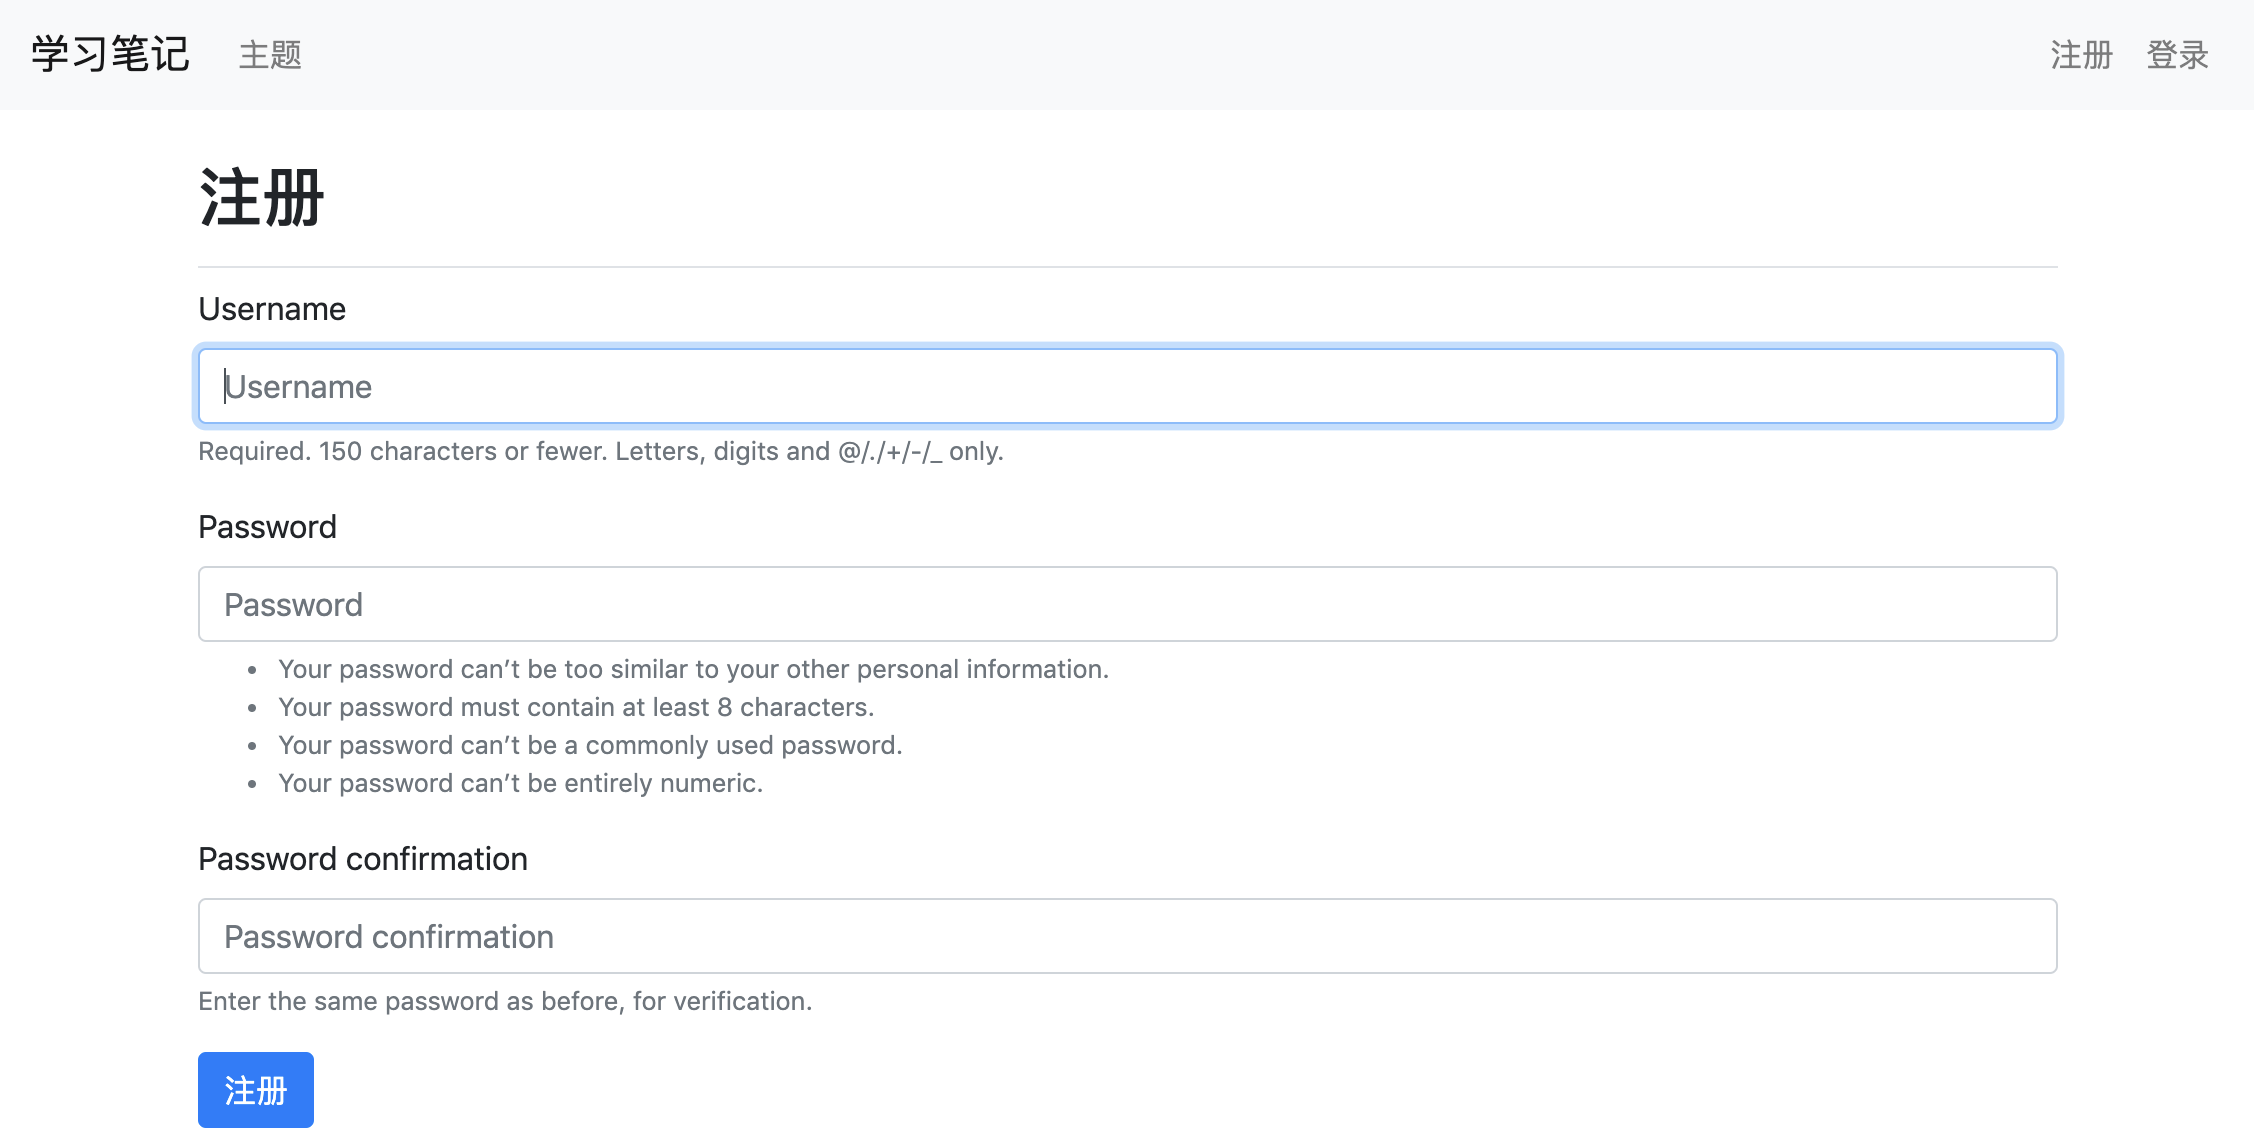 学习笔记 主题 注册 登录
注册
Username
Username
Required. 150 characters or fewer. Letters, digits and @/./+/-/_ only.
Password
Password
Your password can’t be too similar to your other personal information.
Your password must contain at least 8 characters.
Your password can’t be a commonly used password.
Your password can’t be entirely numeric.
Password confirmation
Password confirmation
Enter the same password as before, for verification.
注册